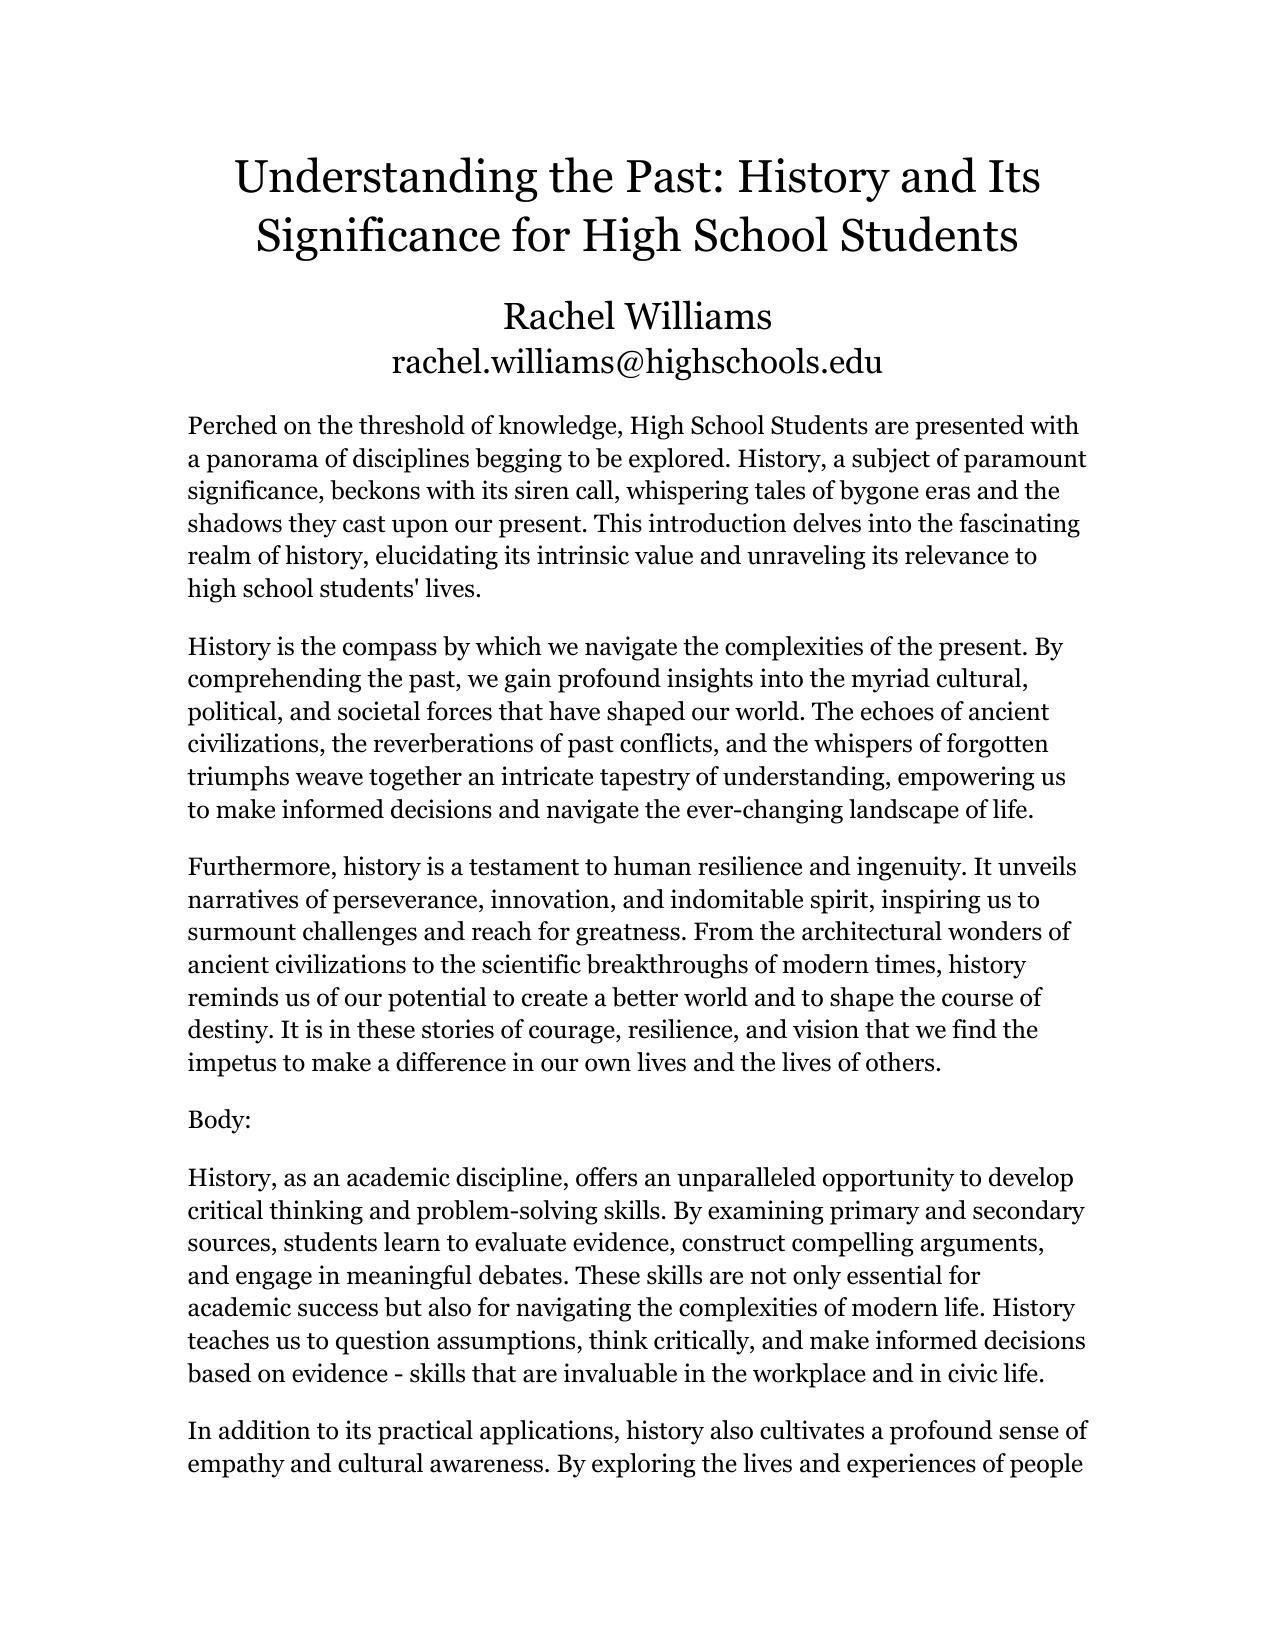 Understanding the Past: History and Its
Significance for High School Students
Rachel Williams
rachel.williams@highschools.edu
Perched on the threshold of knowledge, High School Students are presented with
a panorama of disciplines begging to be explored. History, a subject of paramount
significance, beckons with its siren call, whispering tales of bygone eras and the
shadows they cast upon our present. This introduction delves into the fascinating
realm of history, elucidating its intrinsic value and unraveling its relevance to
high school students' lives.
History is the compass by which we navigate the complexities of the present. By
comprehending the past, we gain profound insights into the myriad cultural,
political, and societal forces that have shaped our world. The echoes of ancient
civilizations, the reverberations of past conflicts, and the whispers of forgotten
triumphs weave together an intricate tapestry of understanding, empowering us
to make informed decisions and navigate the ever-changing landscape of life.
Furthermore, history is a testament to human resilience and ingenuity. It unveils
narratives of perseverance, innovation, and indomitable spirit, inspiring us to
surmount challenges and reach for greatness. From the architectural wonders of
ancient civilizations to the scientific breakthroughs of modern times, history
reminds us of our potential to create a better world and to shape the course of
destiny. It is in these stories of courage, resilience, and vision that we find the
impetus to make a difference in our own lives and the lives of others.
Body:
History, as an academic discipline, offers an unparalleled opportunity to develop
critical thinking and problem-solving skills. By examining primary and secondary
sources, students learn to evaluate evidence, construct compelling arguments,
and engage in meaningful debates. These skills are not only essential for
academic success but also for navigating the complexities of modern life. History
teaches us to question assumptions, think critically, and make informed decisions
based on evidence - skills that are invaluable in the workplace and in civic life.
In addition to its practical applications, history also cultivates a profound sense of
empathy and cultural awareness. By exploring the lives and experiences of people